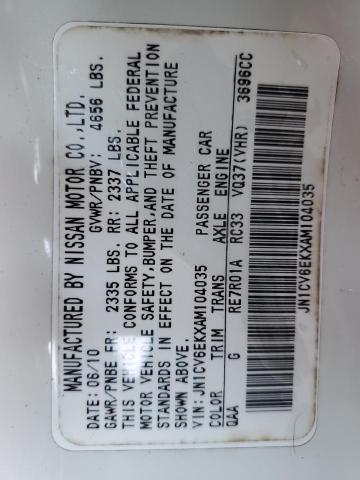 MANUFACTURED BY NISSAN MOTOR CO.,LTD.
DATE: 06/10 GVWR/PNBV: 4656 LBS.
GAWR/PNBE FR: 2335 LBS. RR: 2337 LBS.
THIS VEHICLE CONFORMS TO ALL APPLICABLE FEDERAL
MOTOR VEHICLE SAFETY,BUMPER,AND THEFT PREVENTION
STANDARDS IN EFFECT ON THE DATE OF MANUFACTURE
SHOWN ABOVE.
VIN: JN1CV6EKXAM104035 PASSENGER CAR
COLOR TRIM TRANS AXLE ENGINE
QAA G RE7R01A RC33 VQ37(VHR) 3696CC
JN1CV6EKXAM104035